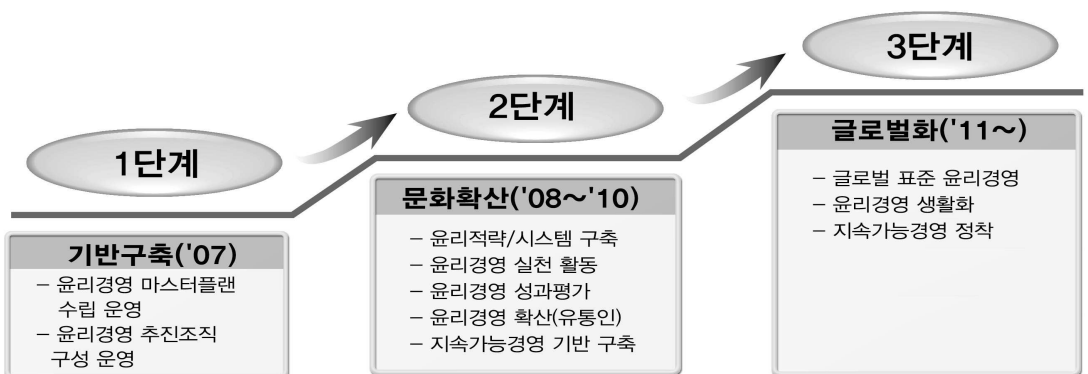 1단계
기반구축('07)
– 윤리경영 마스터플랜
수립 운영
– 윤리경영 추진조직
구성 운영
2단계
문화확산('08~'10)
– 윤리적략/시스템 구축
– 윤리경영 실천 활동
– 윤리경영 성과평가
– 윤리경영 확산(유통인)
– 지속가능경영 기반 구축
3단계
글로벌화('11~)
– 글로벌 표준 윤리경영
– 윤리경영 생활화
– 지속가능경영 정착